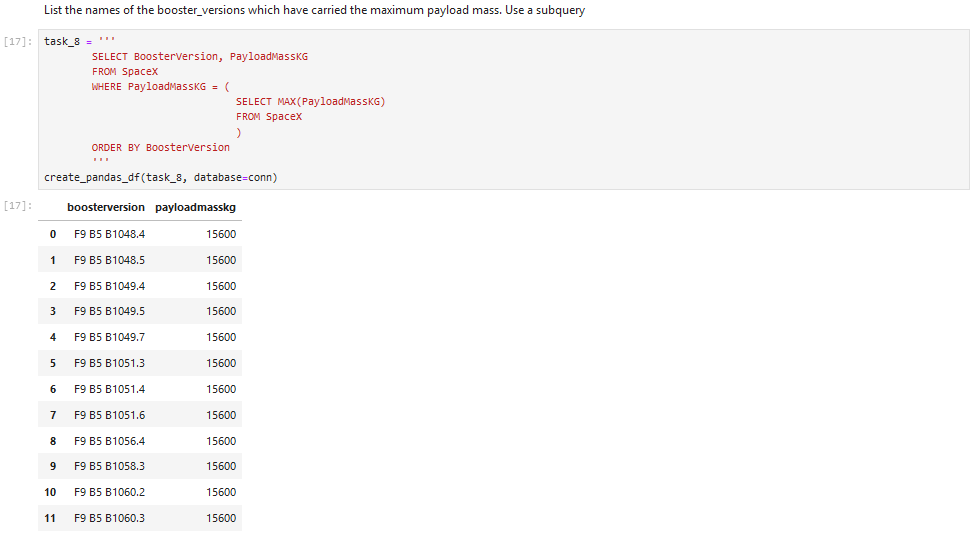 List the names of the booster_versions which have carried the maximum payload mass. Use a subquery
[17]: task_8 = '''
SELECT BoosterVersion, PayloadMassKG
FROM SpaceX
WHERE PayloadMassKG = (
SELECT MAX(PayloadMassKG)
FROM SpaceX
)
ORDER BY BoosterVersion
'''
create_pandas_df(task_8, database=conn)
[17]: boosterversion payloadmasskg
0 F9 B5 B1048.4 15600
1 F9 B5 B1048.5 15600
2 F9 B5 B1049.4 15600
3 F9 B5 B1049.5 15600
4 F9 B5 B1049.7 15600
5 F9 B5 B1051.3 15600
6 F9 B5 B1051.4 15600
7 F9 B5 B1051.6 15600
8 F9 B5 B1056.4 15600
9 F9 B5 B1058.3 15600
10 F9 B5 B1060.2 15600
11 F9 B5 B1060.3 15600